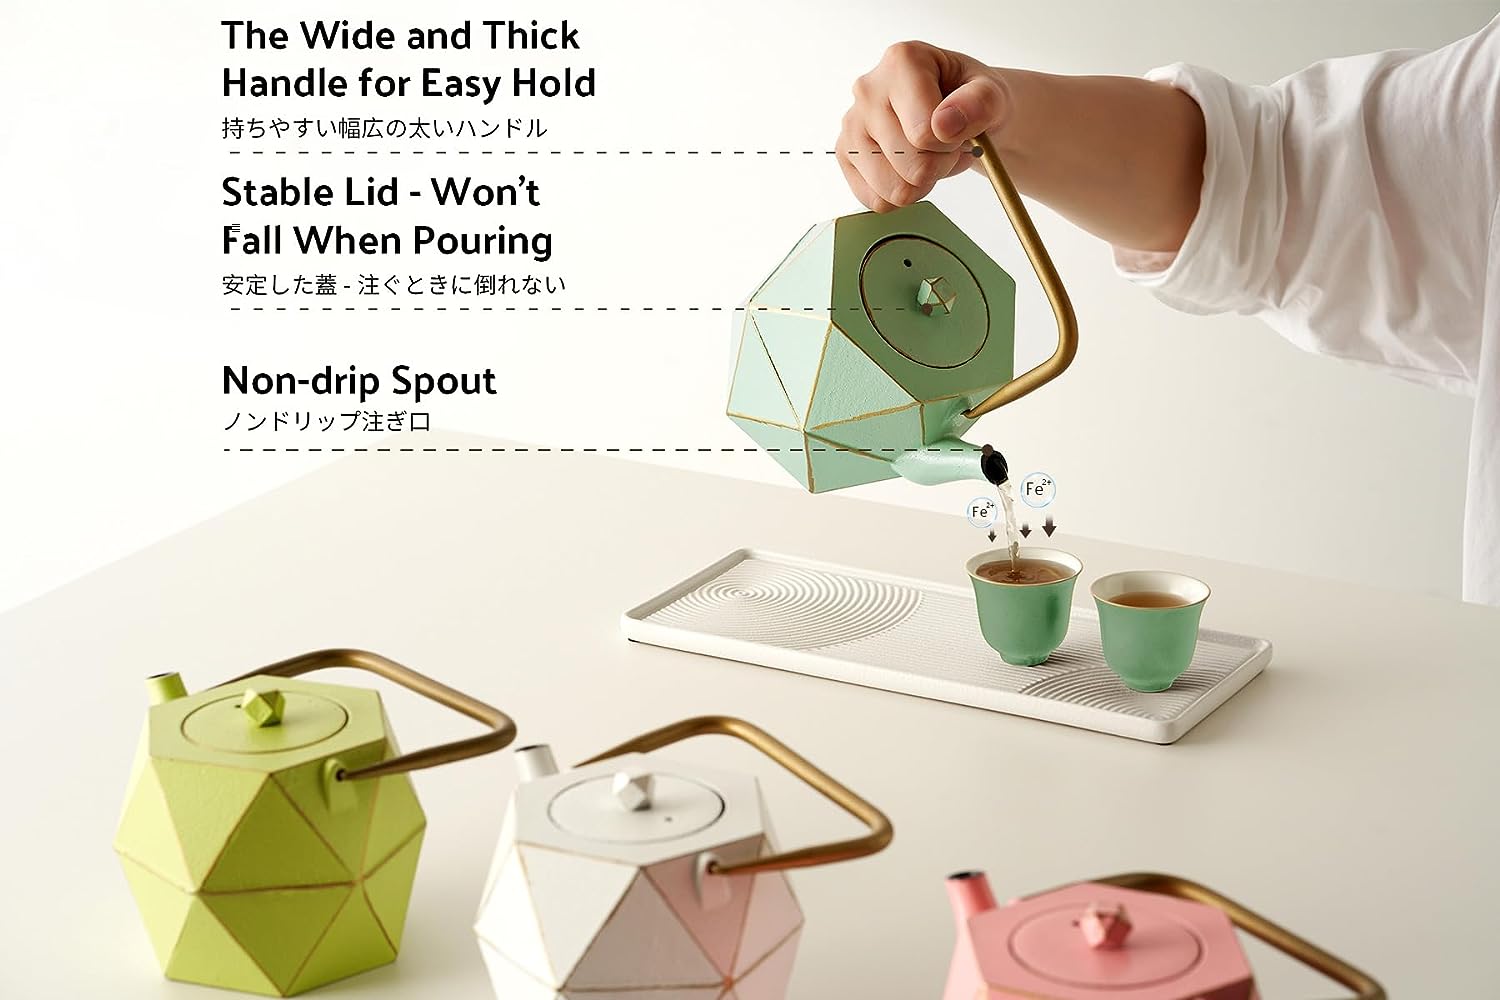 The Wide and Thick
Handle for Easy Hold
持ちやすい幅広の太いハンドル
Stable Lid - Won't
Fall When Pouring
安定した蓋 - 注ぐときに倒れない
Non-drip Spout
ノンドリップ注ぎ口
Fe2+
Fe2+